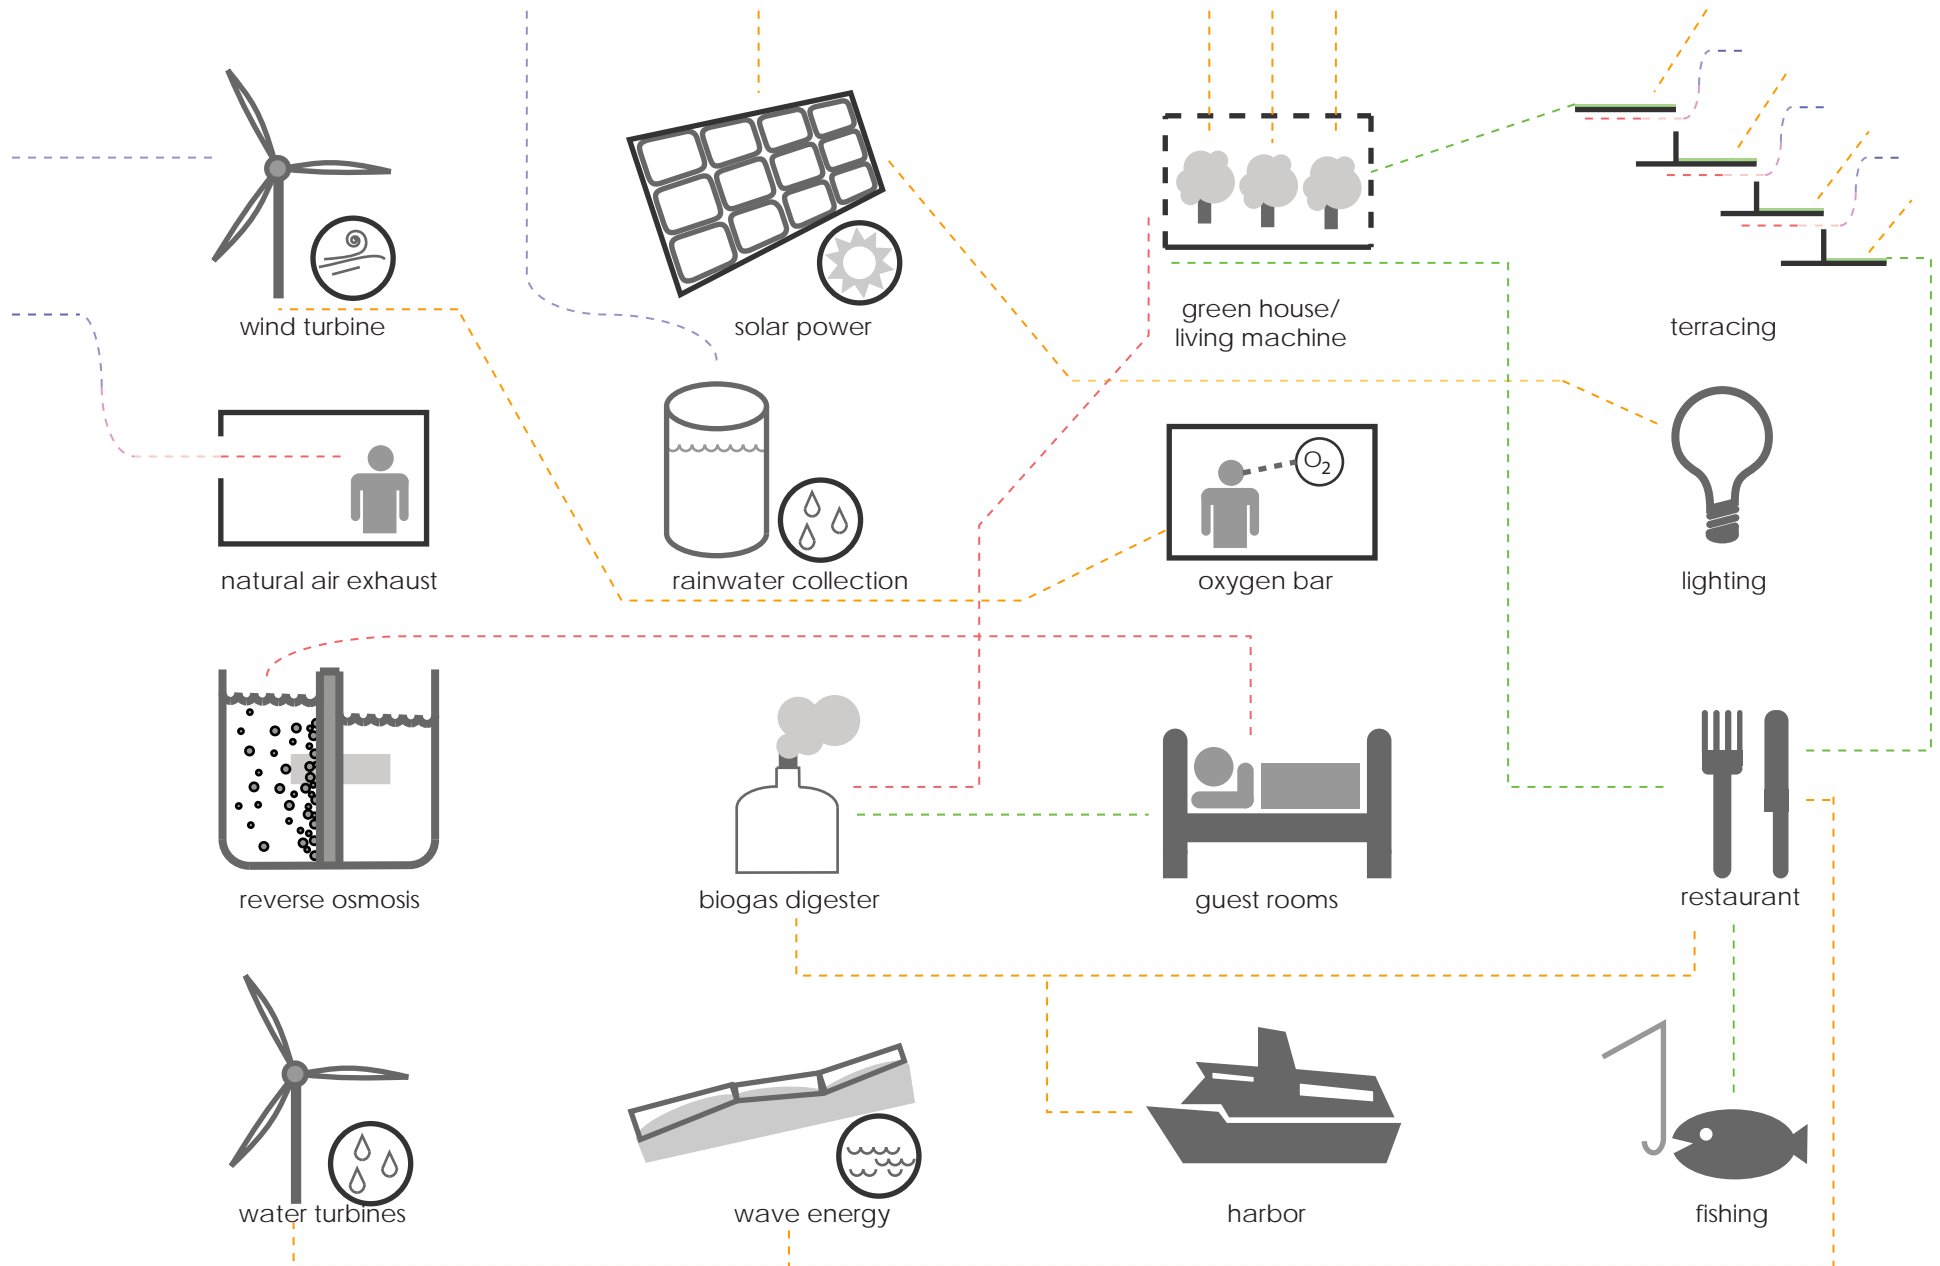 wind turbine
solar power
green house/
living machine
terracing
O2
natural air exhaust
rainwater collection
oxygen bar
lighting
reverse osmosis
biogas digester
guest rooms
restaurant
water turbines
wave energy
harbor
fishing